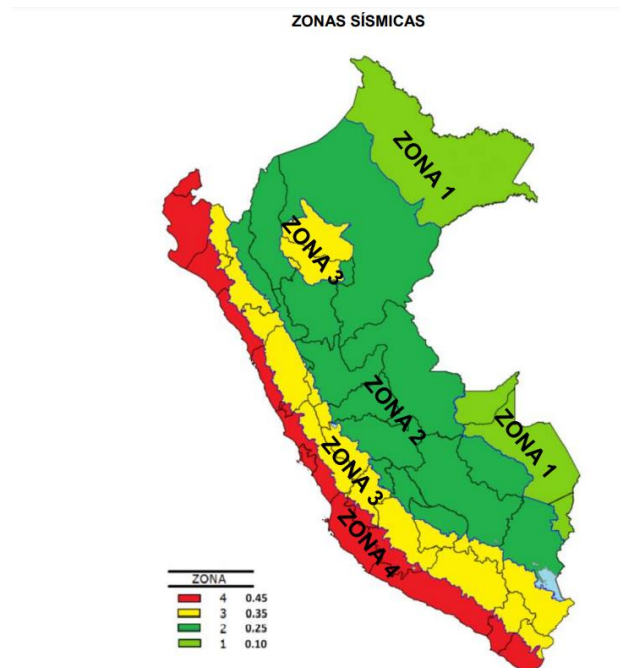 ZONAS SÍSMICAS
ZONA 1
ZONA 3
ZONA 2
ZONA 1
ZONA 3
ZONA 4
ZONA
4 0.45
3 0.35
2 0.25
1 0.10